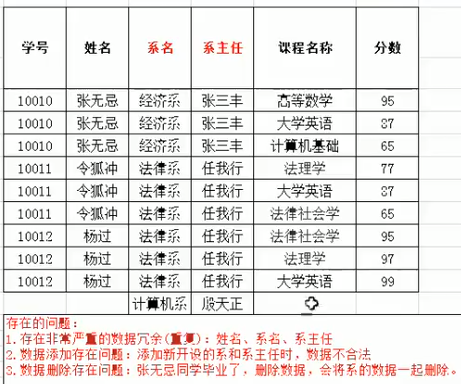 学号 姓名 系名 系主任 课程名称 分数
10010 张无忌 经济系 张三丰 高等数学 95
10010 张无忌 经济系 张三丰 大学英语 87
10010 张无忌 经济系 张三丰 计算机基础 65
10011 令狐冲 法律系 任我行 法理学 77
10011 令狐冲 法律系 任我行 大学英语 87
10011 令狐冲 法律系 任我行 法律社会学 65
10012 杨过 法律系 任我行 法律社会学 95
10012 杨过 法律系 任我行 法理学 97
10012 杨过 法律系 任我行 大学英语 99
计算机系 殷天正
存在的问题:
1.存在非常严重的数据冗余(重复):姓名、系名、系主任
2.数据添加存在问题:添加新开设的系和系主任时,数据不合法
3.数据删除存在问题:张无忌同学毕业了,删除数据,会将系的数据一起删除。